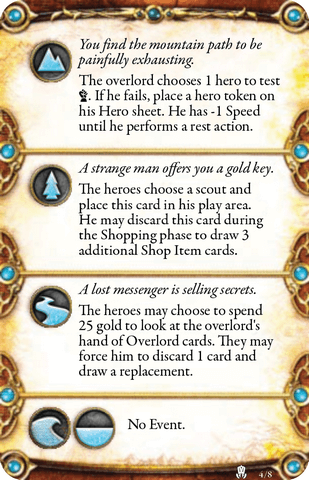 You find the mountain path to be
painfully exhausting.
The overlord chooses 1 hero to test
. If he fails, place a hero token on
his Hero sheet. He has -1 Speed
until he performs a rest action.
A strange man offers you a gold key.
The heroes choose a scout and
place this card in his play area.
He may discard this card during
the Shopping phase to draw 3
additional Shop Item cards.
A lost messenger is selling secrets.
The heroes may choose to spend
25 gold to look at the overlord's
hand of Overlord cards. They may
force him to discard 1 card and
draw a replacement.
No Event.
4/8